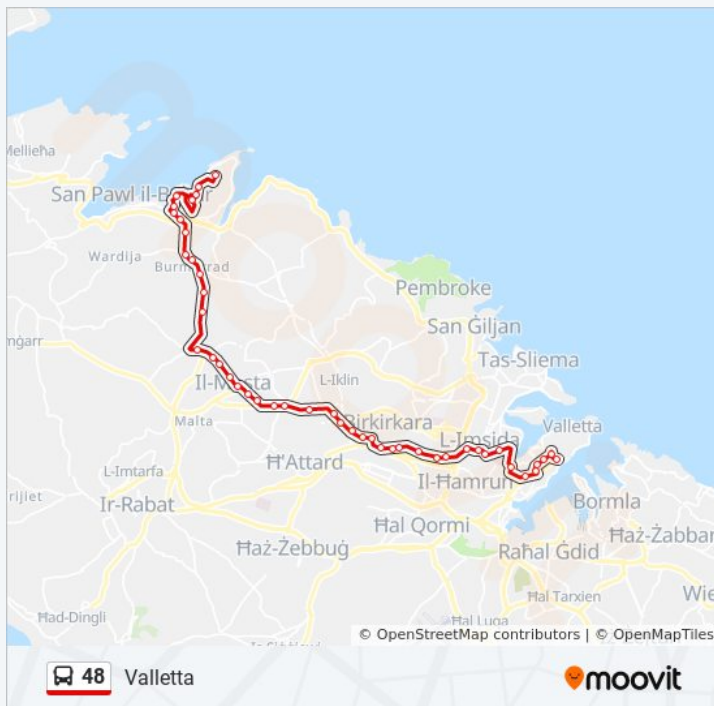 Mellieħa
San Pawl il-Baħar
Wardija
Burmarrad
Pembroke
San Ġiljan
Tas-Sliema
L-Iklin
Il-Mosta
Malta
Birkirkara
L-Imsida
Valletta
L-Imtarfa
Ħ'Attard
Il-Ħamrun
Bormla
Ir-Rabat
Ħal Qormi
Ħaż-Żebbuġ
Raħal Ġdid
Ħaż-Żabbar
Ħal Tarxien
Ħad-Dingli
Ħal Luqa
© OpenStreetMap contributors | © OpenMapTiles
48 Valletta
moovit